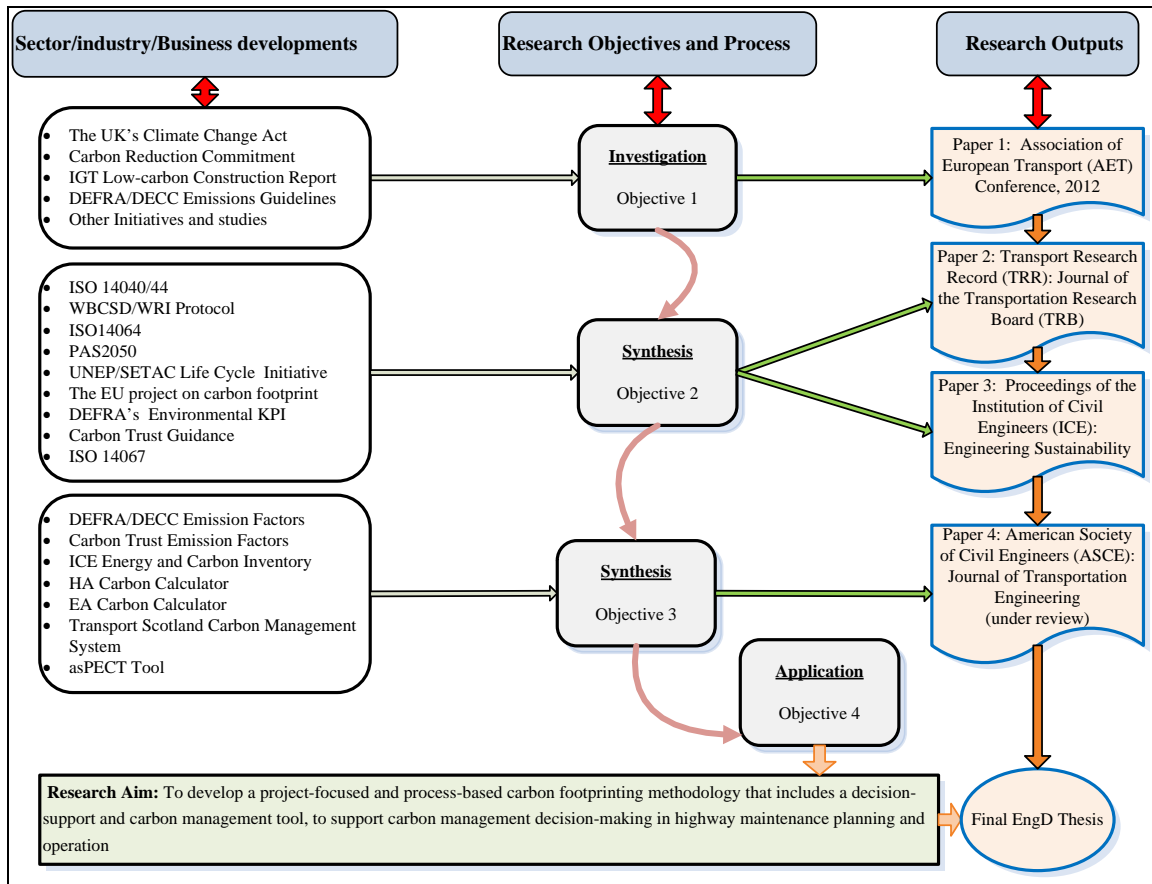 Sector/industry/Business developments
Research Objectives and Process
Research Outputs
• The UK's Climate Change Act
• Carbon Reduction Commitment
• IGT Low-carbon Construction Report
• DEFRA/DECC Emissions Guidelines
• Other Initiatives and studies
Investigation
Objective 1
Paper 1: Association of
European Transport (AET)
Conference, 2012
• ISO 14040/44
• WBCSD/WRI Protocol
• ISO14064
• PAS2050
• UNEP/SETAC Life Cycle Initiative
• The EU project on carbon footprint
• DEFRA's Environmental KPI
• Carbon Trust Guidance
• ISO 14067
Synthesis
Objective 2
Paper 2: Transport Research
Record (TRR): Journal of
the Transportation Research
Board (TRB)
Paper 3: Proceedings of the
Institution of Civil
Engineers (ICE):
Engineering Sustainability
• DEFRA/DECC Emission Factors
• Carbon Trust Emission Factors
• ICE Energy and Carbon Inventory
• HA Carbon Calculator
• EA Carbon Calculator
• Transport Scotland Carbon Management
System
• asPECT Tool
Synthesis
Objective 3
Paper 4: American Society
of Civil Engineers (ASCE):
Journal of Transportation
Engineering
(under review)
Application
Objective 4
Research Aim: To develop a project-focused and process-based carbon footprinting methodology that includes a decision-
support and carbon management tool, to support carbon management decision-making in highway maintenance planning and
operation
Final EngD Thesis